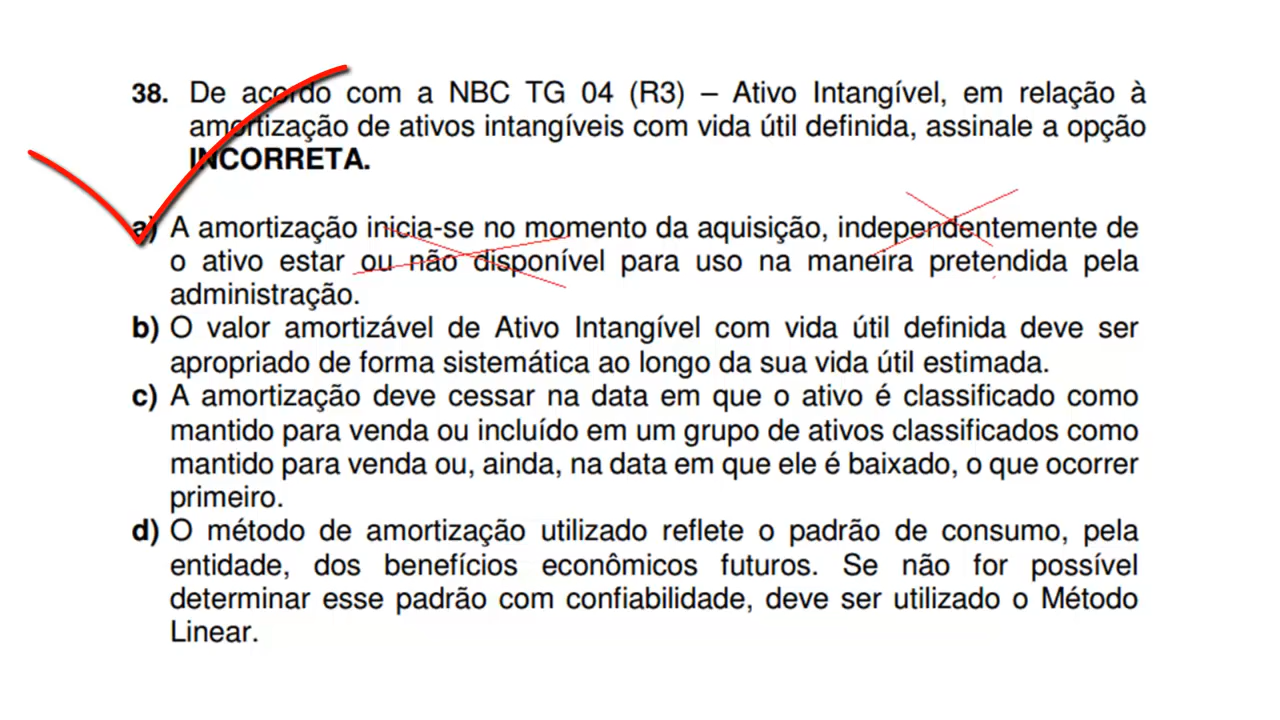 38. De acordo com a NBC TG 04 (R3) – Ativo Intangível, em relação à
amortização de ativos intangíveis com vida útil definida, assinale a opção
INCORRETA.
a) A amortização inicia-se no momento da aquisição, independentemente de
o ativo estar ou não disponível para uso na maneira pretendida pela
administração.
b) O valor amortizável de Ativo Intangível com vida útil definida deve ser
apropriado de forma sistemática ao longo da sua vida útil estimada.
c) A amortização deve cessar na data em que o ativo é classificado como
mantido para venda ou incluído em um grupo de ativos classificados como
mantido para venda ou, ainda, na data em que ele é baixado, o que ocorrer
primeiro.
d) O método de amortização utilizado reflete o padrão de consumo, pela
entidade, dos benefícios econômicos futuros. Se não for possível
determinar esse padrão com confiabilidade, deve ser utilizado o Método
Linear.